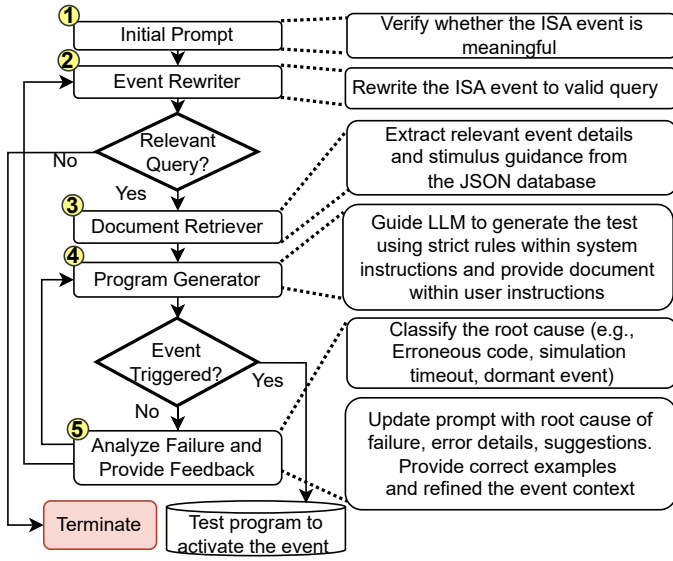 1
Initial Prompt
Verify whether the ISA event is
meaningful
2
Event Rewriter
Rewrite the ISA event to valid query
Relevant
Query?
No
Yes
Extract relevant event details
and stimulus guidance from
the JSON database
3
Document Retriever
4
Program Generator
Guide LLM to generate the test
using strict rules within system
instructions and provide document
within user instructions
Event
Triggered?
Yes
No
Classify the root cause (e.g.,
Erroneous code, simulation
timeout, dormant event)
5
Analyze Failure and
Provide Feedback
Update prompt with root cause of
failure, error details, suggestions.
Provide correct examples
and refined the event context
Terminate
Test program to
activate the event